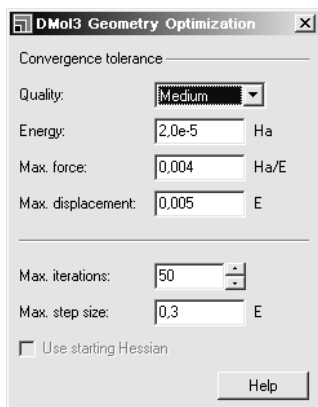 DMol3 Geometry Optimization
Convergence tolerance
Quality: Medium
Energy: 2,0e-5 Ha
Max. force: 0,004 Ha/E
Max. displacement: 0,005 E
Max. iterations: 50
Max. step size: 0,3 E
Use starting Hessian
Help